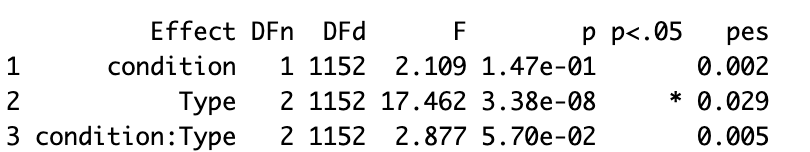 Effect DFn DFd F p p<.05 pes
1 condition 1 1152 2.109 1.47e-01 0.002
2 Type 2 1152 17.462 3.38e-08 * 0.029
3 condition:Type 2 1152 2.877 5.70e-02 0.005